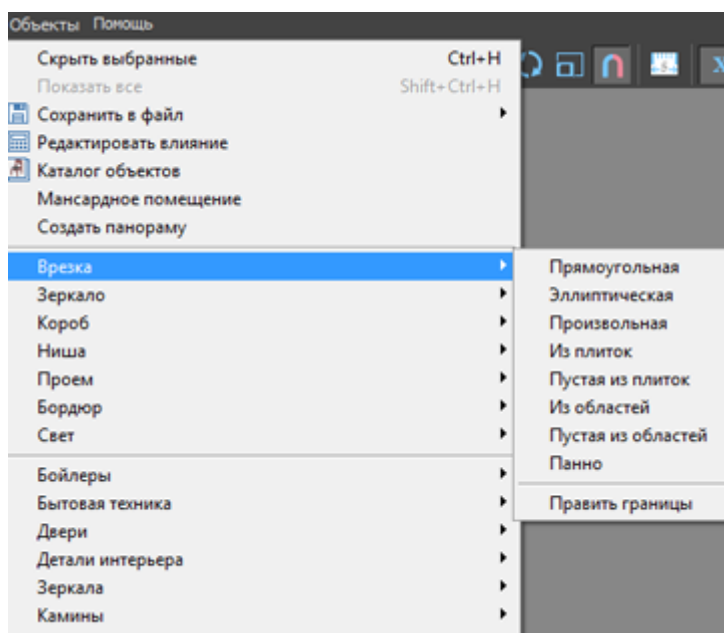 Объекты Помощь
Скрыть выбранные Ctrl+H
Показать все Shift+Ctrl+H
Сохранить в файл
Редактировать влияние
Каталог объектов
Мансардное помещение
Создать панораму
Врезка
Зеркало
Короб
Ниша
Проем
Бордюр
Свет
Бойлеры
Бытовая техника
Двери
Детали интерьера
Зеркала
Камины
Прямоугольная
Эллиптическая
Произвольная
Из плиток
Пустая из плиток
Из областей
Пустая из областей
Панно
Править границы